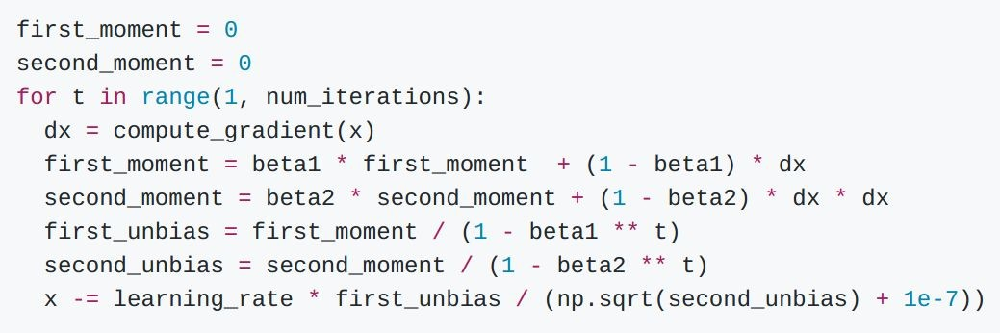 first_moment = 0
second_moment = 0
for t in range(1, num_iterations):
  dx = compute_gradient(x)
  first_moment = beta1 * first_moment  + (1 - beta1) * dx
  second_moment = beta2 * second_moment + (1 - beta2) * dx * dx
  first_unbias = first_moment / (1 - beta1 ** t)
  second_unbias = second_moment / (1 - beta2 ** t)
  x -= learning_rate * first_unbias / (np.sqrt(second_unbias) + 1e-7))